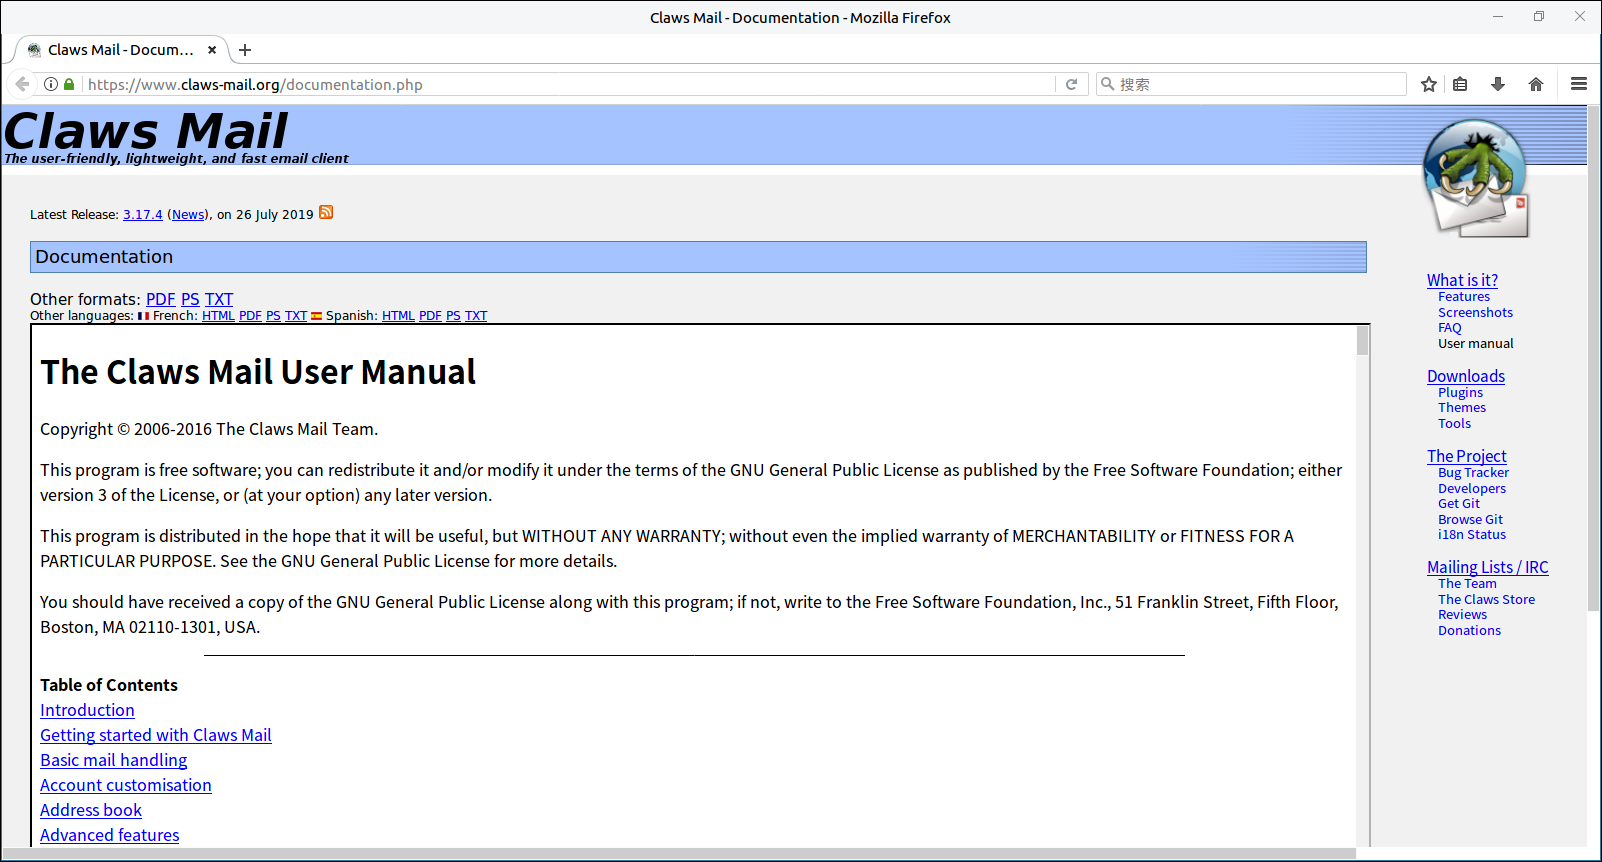 Claws Mail - Documentation - Mozilla Firefox
Claws Mail - Docum...
https://www.claws-mail.org/documentation.php
搜索
Claws Mail
The user-friendly, lightweight, and fast email client
Latest Release: 3.17.4 (News), on 26 July 2019
Documentation
Other formats: PDF PS TXT
Other languages: French: HTML PDF PS TXT Spanish: HTML PDF PS TXT
The Claws Mail User Manual
Copyright © 2006-2016 The Claws Mail Team.
This program is free software; you can redistribute it and/or modify it under the terms of the GNU General Public License as published by the Free Software Foundation; either
version 3 of the License, or (at your option) any later version.
This program is distributed in the hope that it will be useful, but WITHOUT ANY WARRANTY; without even the implied warranty of MERCHANTABILITY or FITNESS FOR A
PARTICULAR PURPOSE. See the GNU General Public License for more details.
You should have received a copy of the GNU General Public License along with this program; if not, write to the Free Software Foundation, Inc., 51 Franklin Street, Fifth Floor,
Boston, MA 02110-1301, USA.
Table of Contents
Introduction
Getting started with Claws Mail
Basic mail handling
Account customisation
Address book
Advanced features
What is it?
Features
Screenshots
FAQ
User manual
Downloads
Plugins
Themes
Tools
The Project
Bug Tracker
Developers
Get Git
Browse Git
i18n Status
Mailing Lists / IRC
The Team
The Claws Store
Reviews
Donations